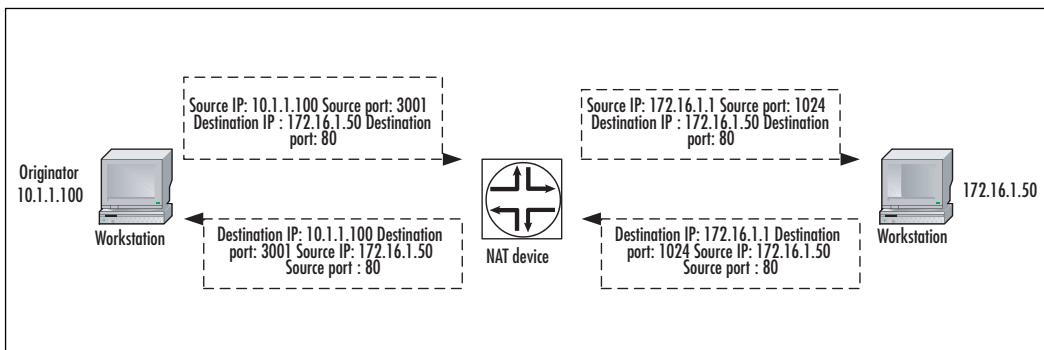 Source IP: 10.1.1.100 Source port: 3001
Destination IP : 172.16.1.50 Destination
port: 80
Source IP: 172.16.1.1 Source port: 1024
Destination IP : 172.16.1.50 Destination
port: 80
Originator
10.1.1.100
Workstation
NAT device
172.16.1.50
Workstation
Destination IP: 10.1.1.100 Destination
port: 3001 Source IP: 172.16.1.50
Source port : 80
Destination IP: 172.16.1.1 Destination
port: 1024 Source IP: 172.16.1.50
Source port : 80